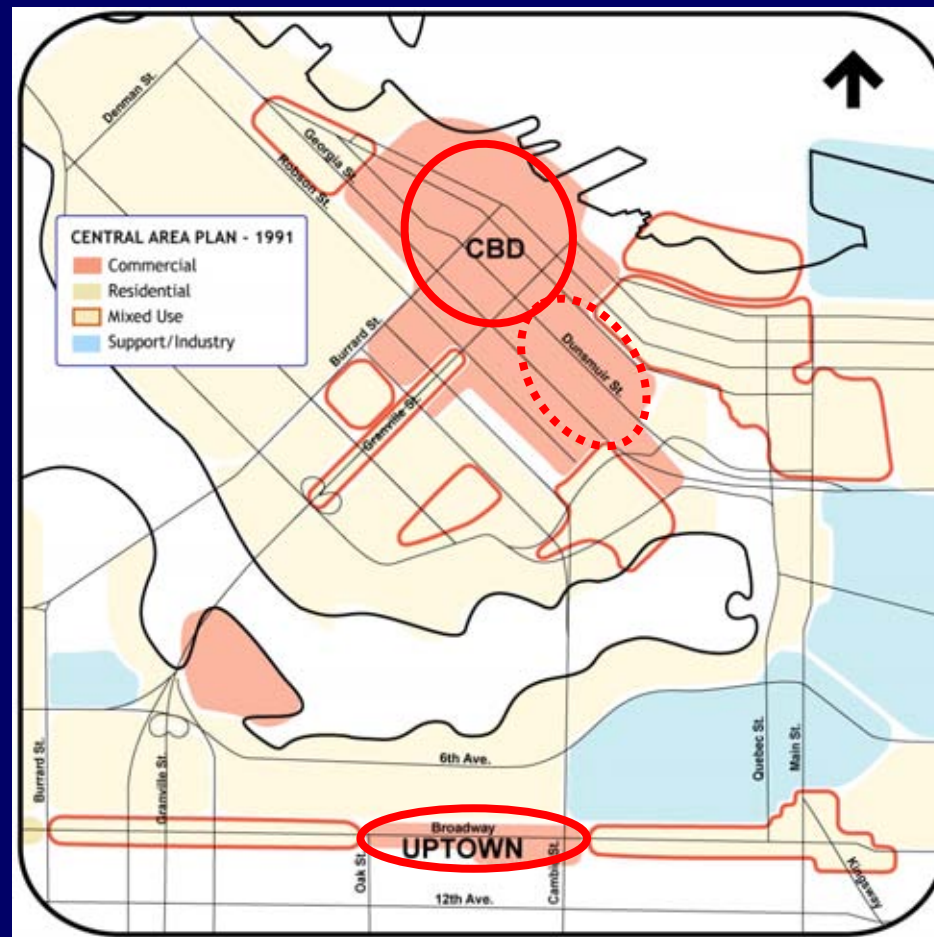 Denman St.
Georgia St.
Robson St.
CENTRAL AREA PLAN - 1991
Commercial
Residential
Mixed Use
Support/Industry
CBD
Burrard St.
Dunsmuir St.
Granville St.
6th Ave.
Burrard St.
Granville St.
Quebec St.
Main St.
Broadway
UPTOWN
Oak St.
Cambie St.
12th Ave.
Kingsway